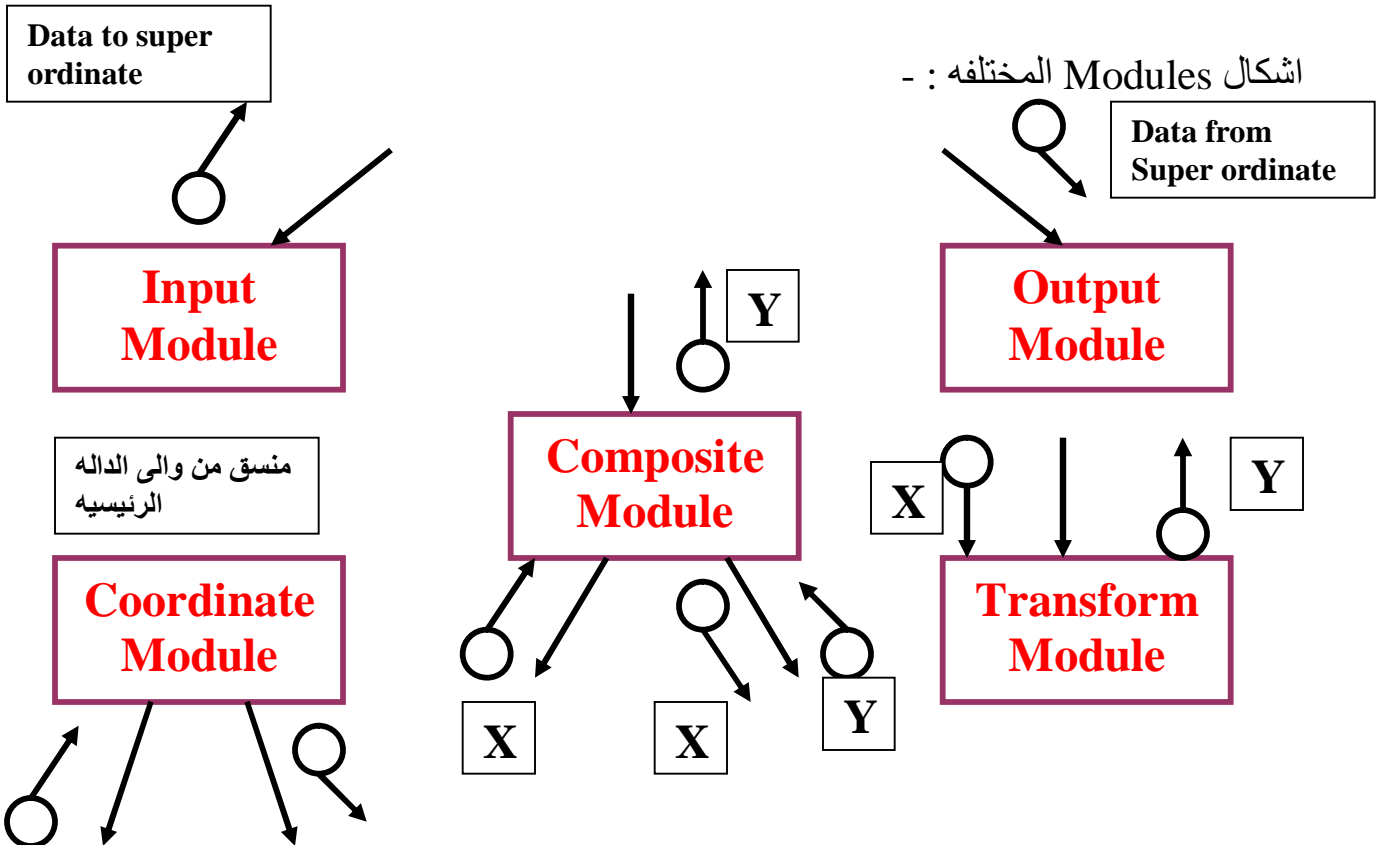 Data to super
ordinate
اشكال Modules المختلفه : -
Data from
Super ordinate
Input
Module
Output
Module
Y
Composite
Module
منسق من والى الداله
الرئيسيه
X
Y
Coordinate
Module
Transform
Module
X
X
Y